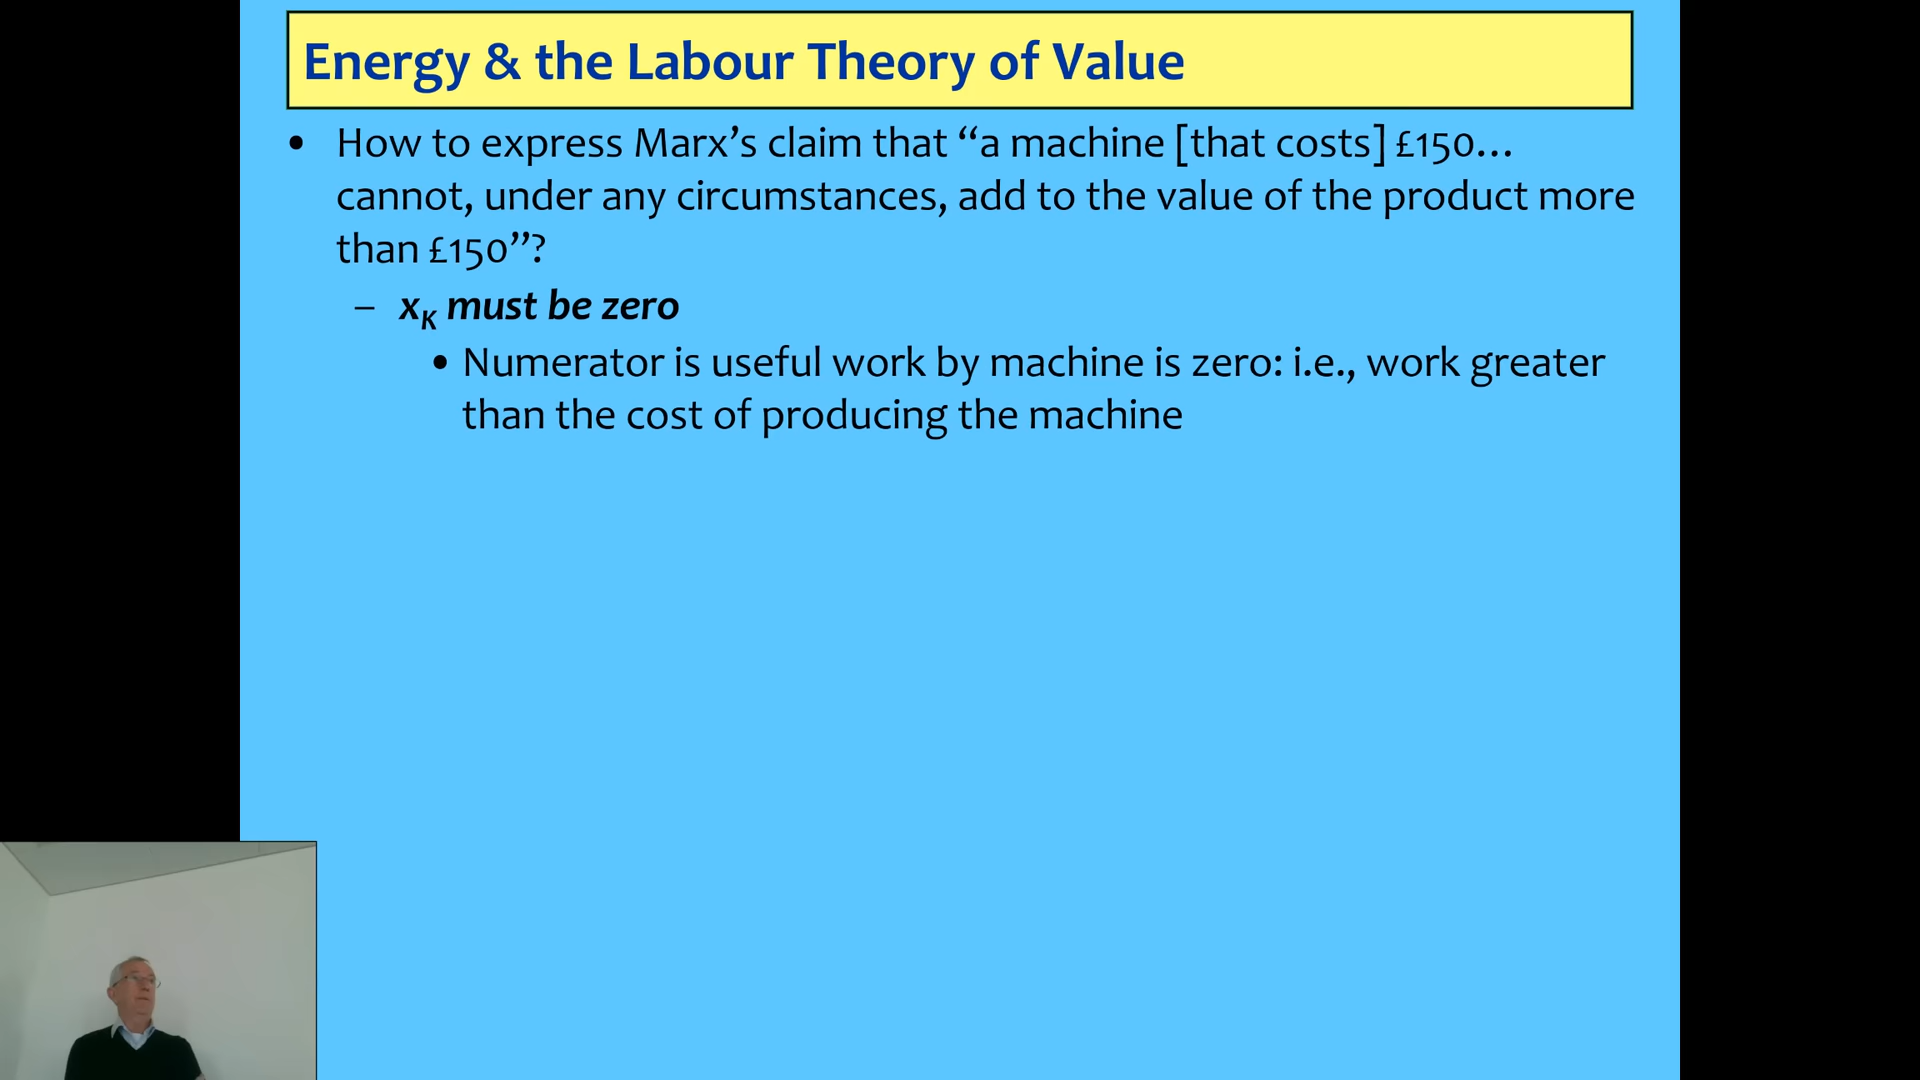 Energy & the Labour Theory of Value
• How to express Marx’s claim that “a machine [that costs] £150…
cannot, under any circumstances, add to the value of the product more
than £150”?
– xK must be zero
• Numerator is useful work by machine is zero: i.e., work greater
than the cost of producing the machine